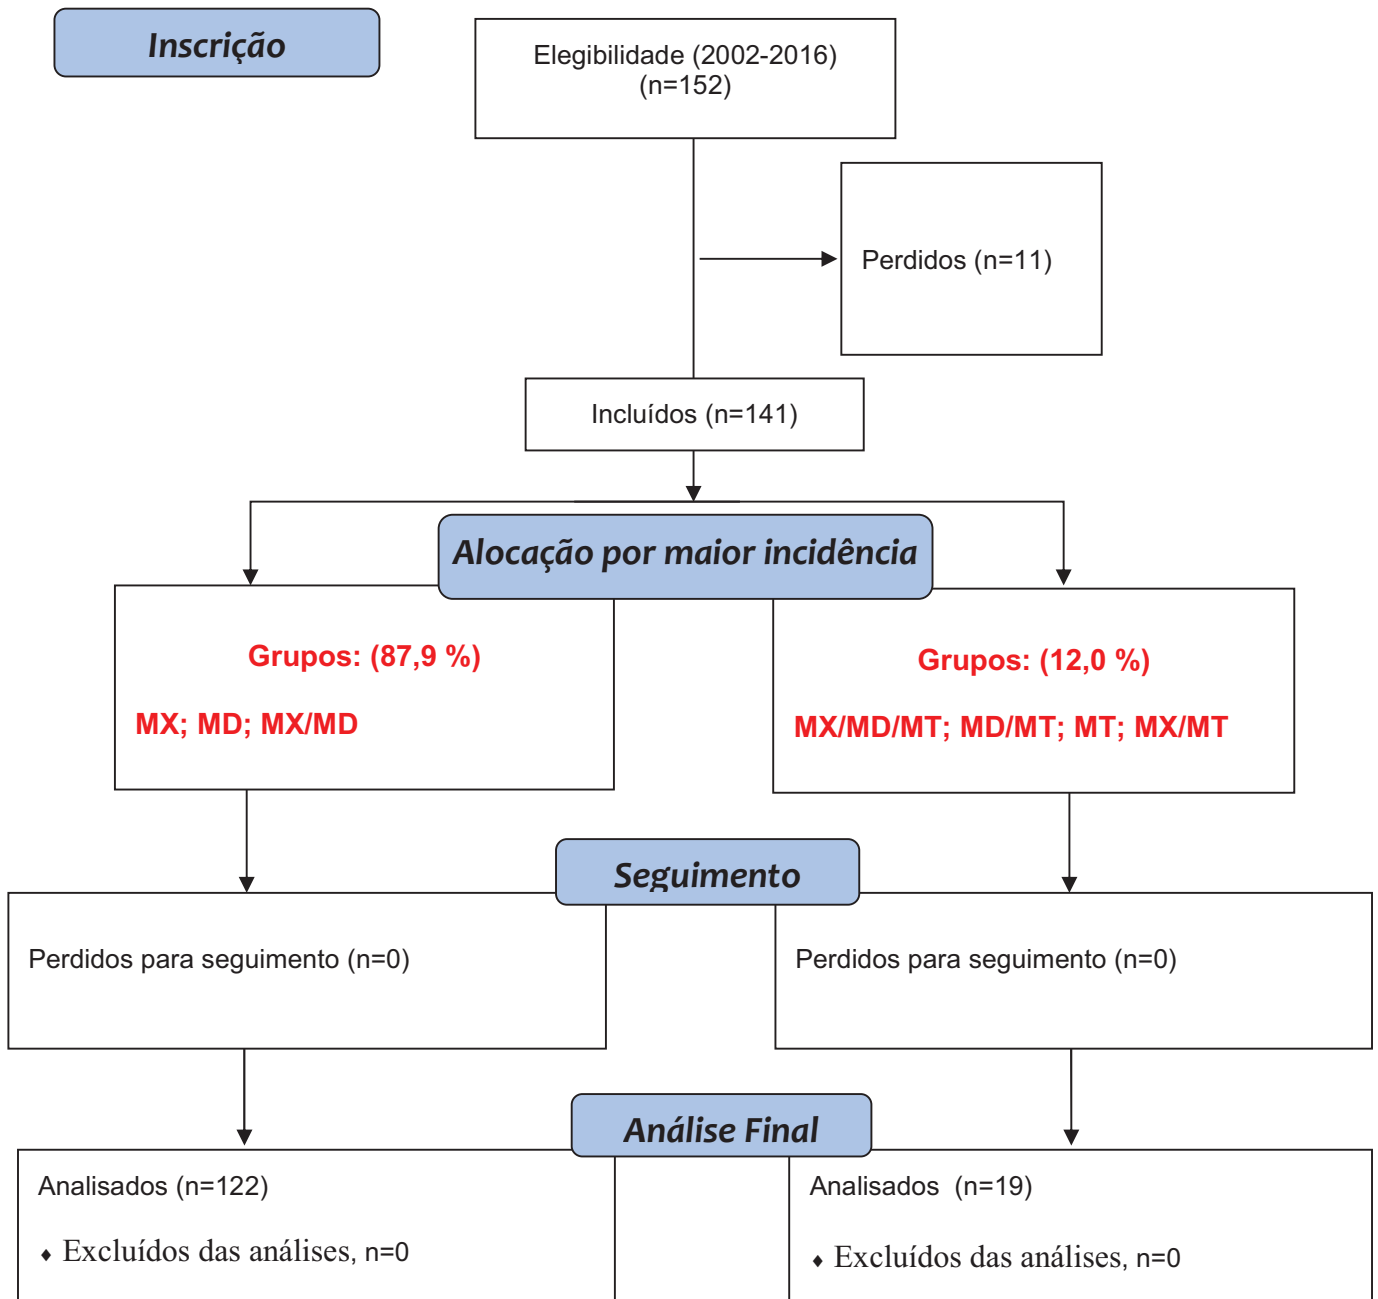 Inscrição
Elegibilidade (2002-2016)
(n=152)
Perdidos (n=11)
Incluídos (n=141)
Alocação por maior incidência
Grupos: (87,9 %)
MX; MD; MX/MD
Grupos: (12,0 %)
MX/MD/MT; MD/MT; MT; MX/MT
Seguimento
Perdidos para seguimento (n=0)
Perdidos para seguimento (n=0)
Análise Final
Analisados (n=122)
⬧ Excluídos das análises, n=0
Analisados (n=19)
⬧ Excluídos das análises, n=0